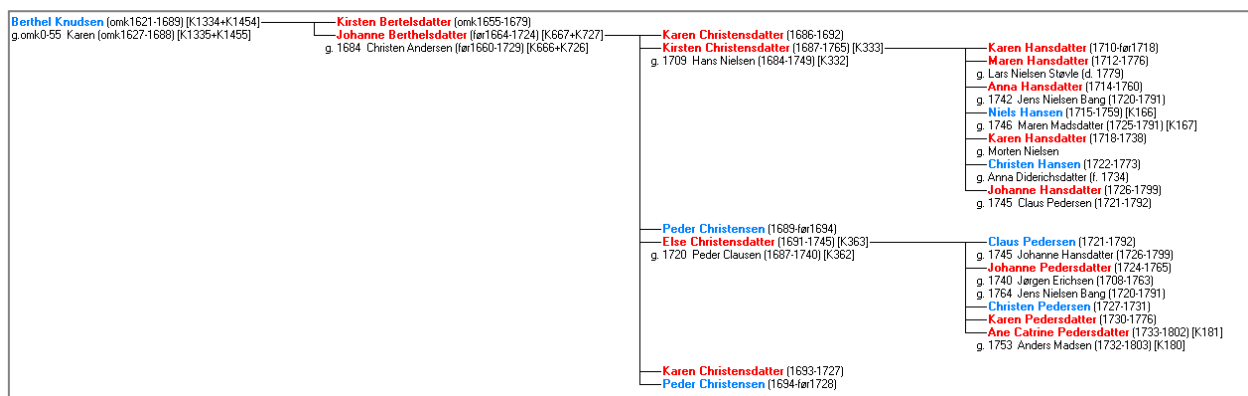 Berthel Knudsen (omk1621-1689) [K1334+K1454]
g.omk0-55 Karen (omk1627-1688) [K1335+K1455]
Kirsten Bertelsdatter (omk1655-1679)
Johanne Berthelsdatter (før1664-1724) [K667+K727]
g. 1684 Christen Andersen (før1660-1729) [K666+K726]
Karen Christensdatter (1686-1692)
Kirsten Christensdatter (1687-1765) [K333]
g. 1709 Hans Nielsen (1684-1749) [K332]
Karen Hansdatter (1710-før1718)
Maren Hansdatter (1712-1776)
g. Lars Nielsen Støvle (d. 1779)
Anna Hansdatter (1714-1760)
g. 1742 Jens Nielsen Bang (1720-1791)
Niels Hansen (1715-1759) [K166]
g. 1746 Maren Madsdatter (1725-1791) [K167]
Karen Hansdatter (1718-1738)
g. Morten Nielsen
Christen Hansen (1722-1773)
g. Anna Diderichsdatter (f. 1734)
Johanne Hansdatter (1726-1799)
g. 1745 Claus Pedersen (1721-1792)
Peder Christensen (1689-før1694)
Else Christensdatter (1691-1745) [K363]
g. 1720 Peder Clausen (1687-1740) [K362]
Claus Pedersen (1721-1792)
g. 1745 Johanne Hansdatter (1726-1799)
Johanne Pedersdatter (1724-1765)
g. 1740 Jørgen Erichsen (1708-1763)
g. 1764 Jens Nielsen Bang (1720-1791)
Christen Pedersen (1727-1731)
Karen Pedersdatter (1730-1776)
Ane Catrine Pedersdatter (1733-1802) [K181]
g. 1753 Anders Madsen (1732-1803) [K180]
Karen Christensdatter (1693-1727)
Peder Christensen (1694-før1728)